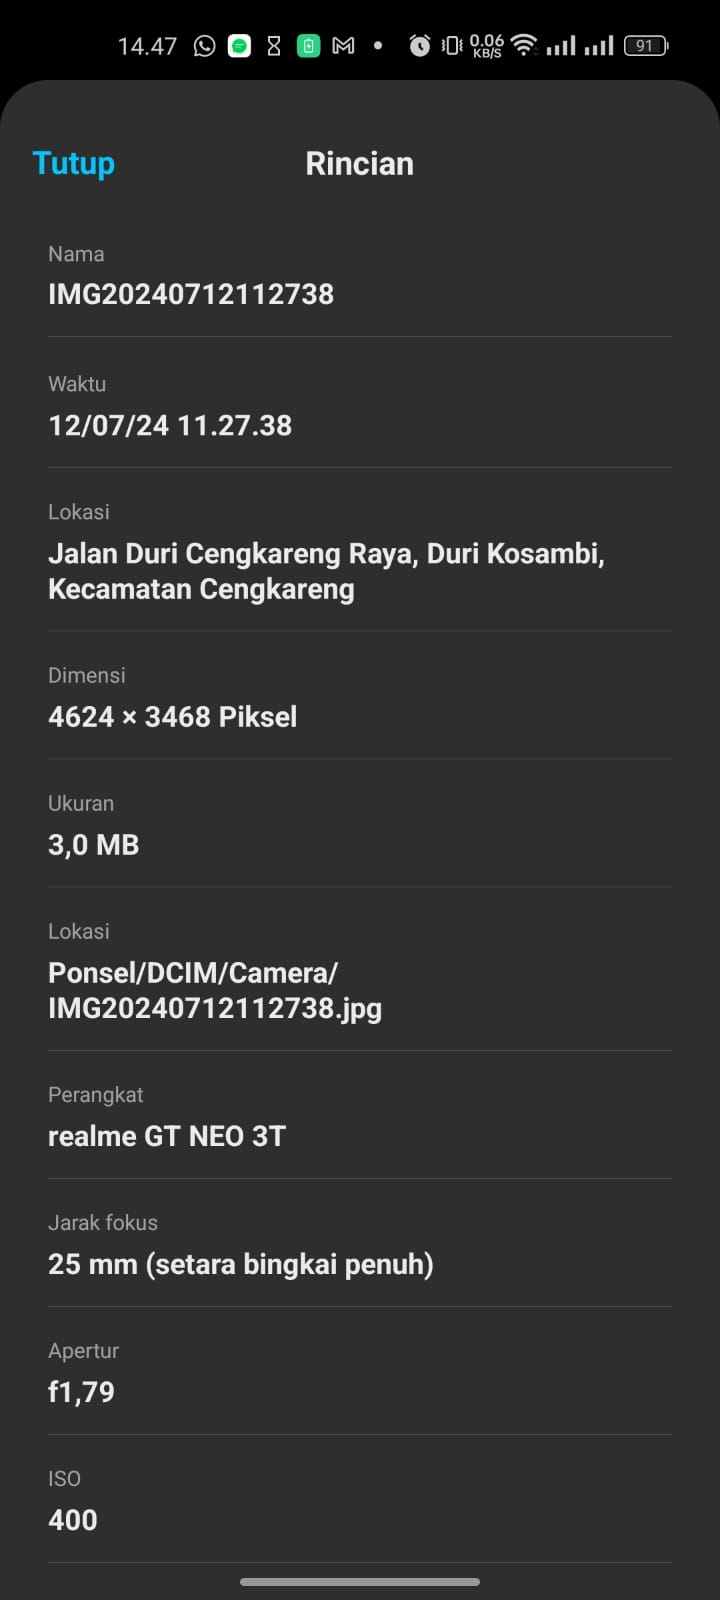 14.47 0.06 KB/S 91
Tutup Rincian
Nama
IMG20240712112738
Waktu
12/07/24 11.27.38
Lokasi
Jalan Duri Cengkareng Raya, Duri Kosambi,
Kecamatan Cengkareng
Dimensi
4624 × 3468 Piksel
Ukuran
3,0 MB
Lokasi
Ponsel/DCIM/Camera/
IMG20240712112738.jpg
Perangkat
realme GT NEO 3T
Jarak fokus
25 mm (setara bingkai penuh)
Apertur
f1,79
ISO
400